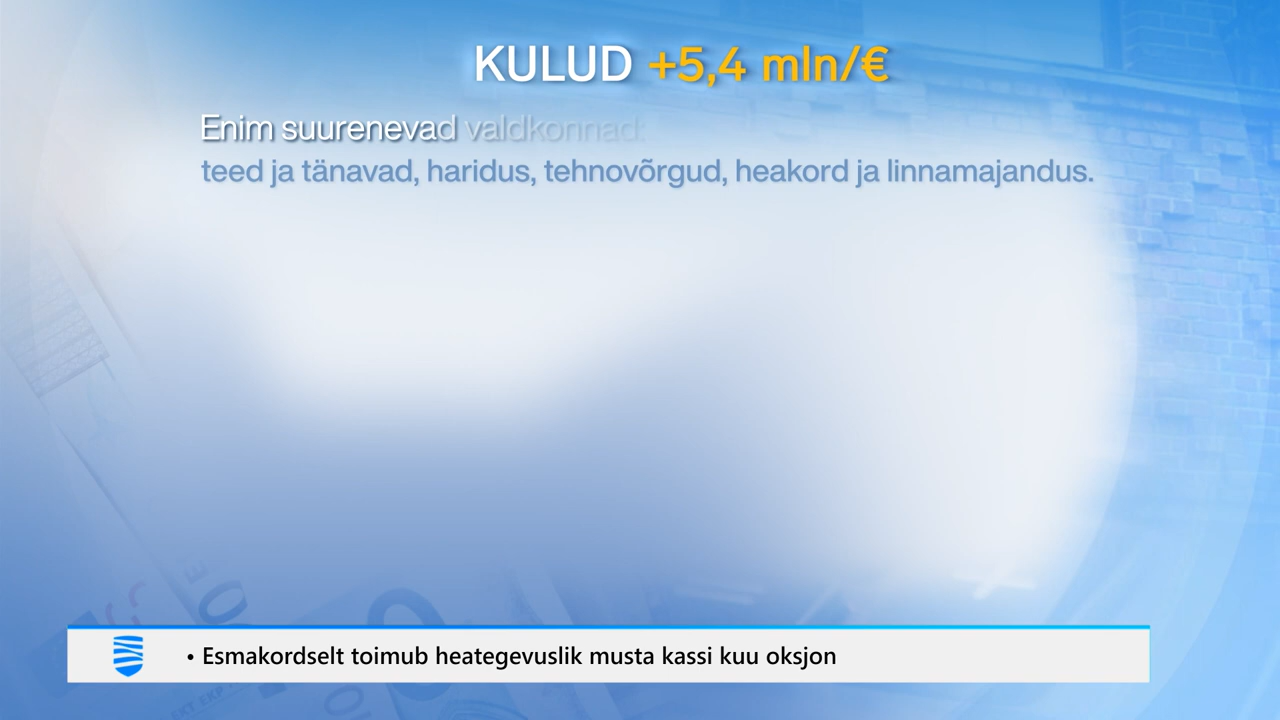 KULUD +5,4 mln/€
Enim suurenevad valdkonnad:
teed ja tänavad, haridus, tehnovõrgud, heakord ja linnamajandus.
• Esmakordselt toimub heategevuslik musta kassi kuu oksjon